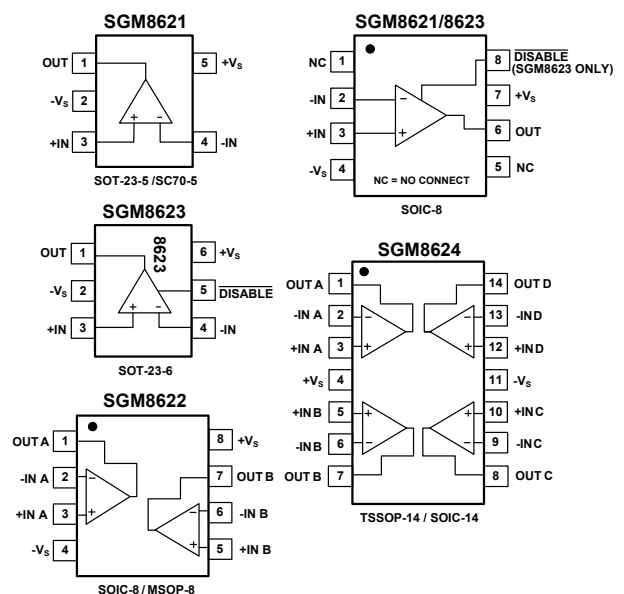 SGM8621
OUT 1
5 +Vs
-Vs 2
+IN 3
4 -IN
+ -
SOT-23-5 /SC70-5
SGM8621/8623
NC 1
8 DISABLE
(SGM8623 ONLY)
-IN 2 -
7 +Vs
+IN 3 +
6 OUT
-Vs 4
5 NC
NC = NO CONNECT
SOIC-8
SGM8623
8623
OUT 1
6 +Vs
-Vs 2
5 DISABLE
+IN 3
4 -IN
+ -
SOT-23-6
SGM8624
OUT A 1
14 OUT D
-IN A 2 -
- 13 -IN D
+IN A 3 +
+ 12 +IN D
+Vs 4
11 -Vs
+IN B 5 +
+ 10 +IN C
-IN B 6 -
- 9 -IN C
OUT B 7
8 OUT C
TSSOP-14 / SOIC-14
SGM8622
OUT A 1
8 +Vs
-IN A 2 -
7 OUT B
+IN A 3 +
- 6 -IN B
-Vs 4
+ 5 +IN B
SOIC-8 / MSOP-8